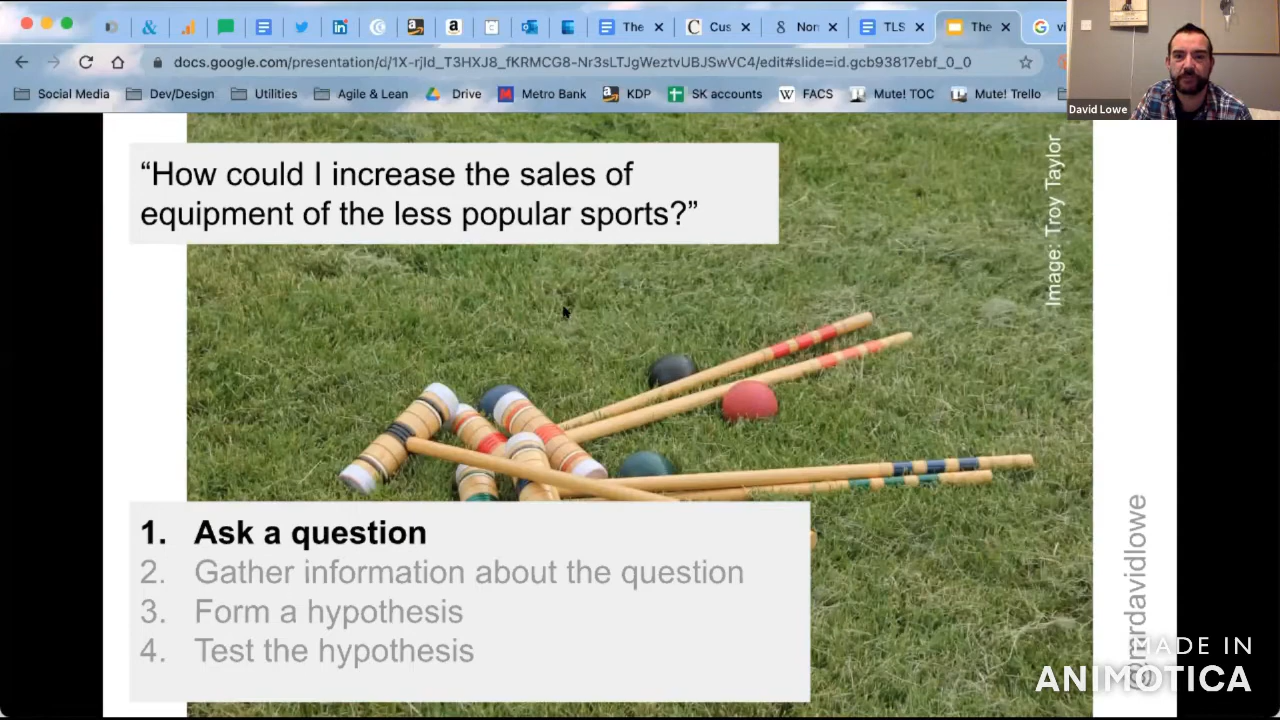 The
Cus
Non
TLS
The
docs.google.com/presentation/d/1X-rjId_T3HXJ8_fKRMCG8-Nr3sLTJgWeztvUBJSwVC4/edit#slide=id.gcb93817ebf_0_0
Social Media
Dev/Design
Utilities
Agile & Lean
Drive
Metro Bank
KDP
SK accounts
FACS
Mute! TOC
Mute! Trello
David Lowe
“How could I increase the sales of
equipment of the less popular sports?”
Image: Troy Taylor
1. Ask a question
2. Gather information about the question
3. Form a hypothesis
4. Test the hypothesis
@mrdavidlowe
MADE IN
ANIMOTICA